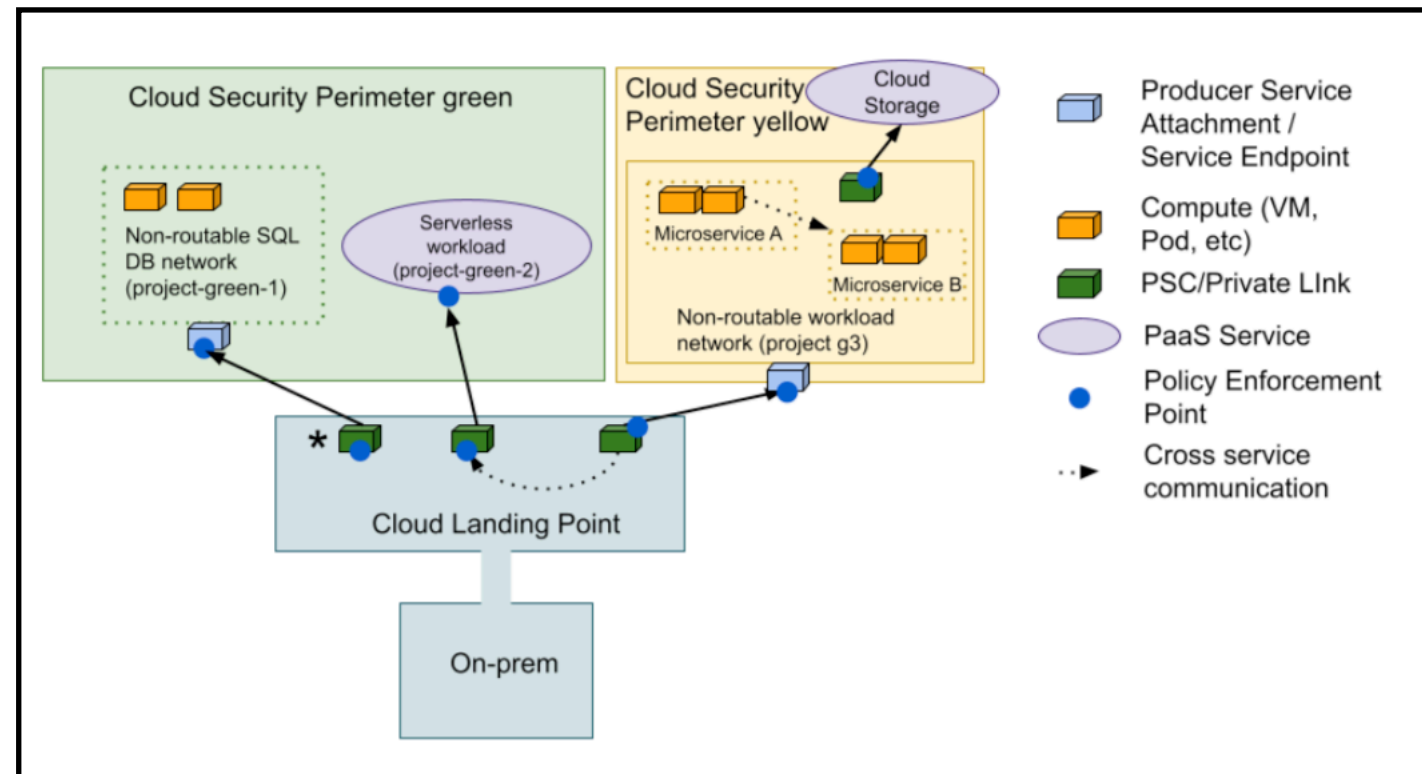 Cloud Security Perimeter green
Cloud Security
Perimeter yellow
Cloud
Storage
Non-routable SQL
DB network
(project-green-1)
Serverless
workload
(project-green-2)
Microservice A
Microservice B
Non-routable workload
network (project g3)
*
Cloud Landing Point
On-prem
Producer Service
Attachment /
Service Endpoint
Compute (VM,
Pod, etc)
PSC/Private LInk
PaaS Service
Policy Enforcement
Point
Cross service
communication